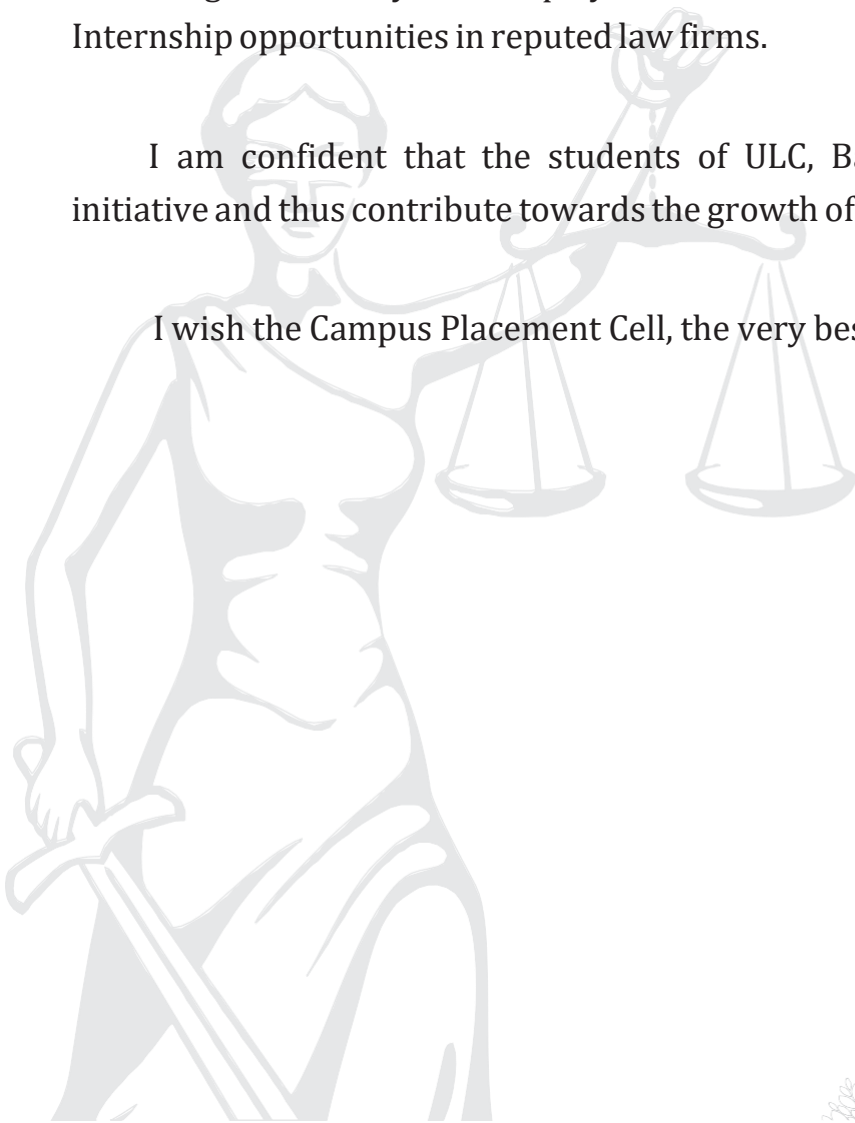 Internship opportunities in reputed law firms.
I am confident that the students of ULC,
initiative and thus contribute towards the growth of
I wish the Campus Placement Cell, the very